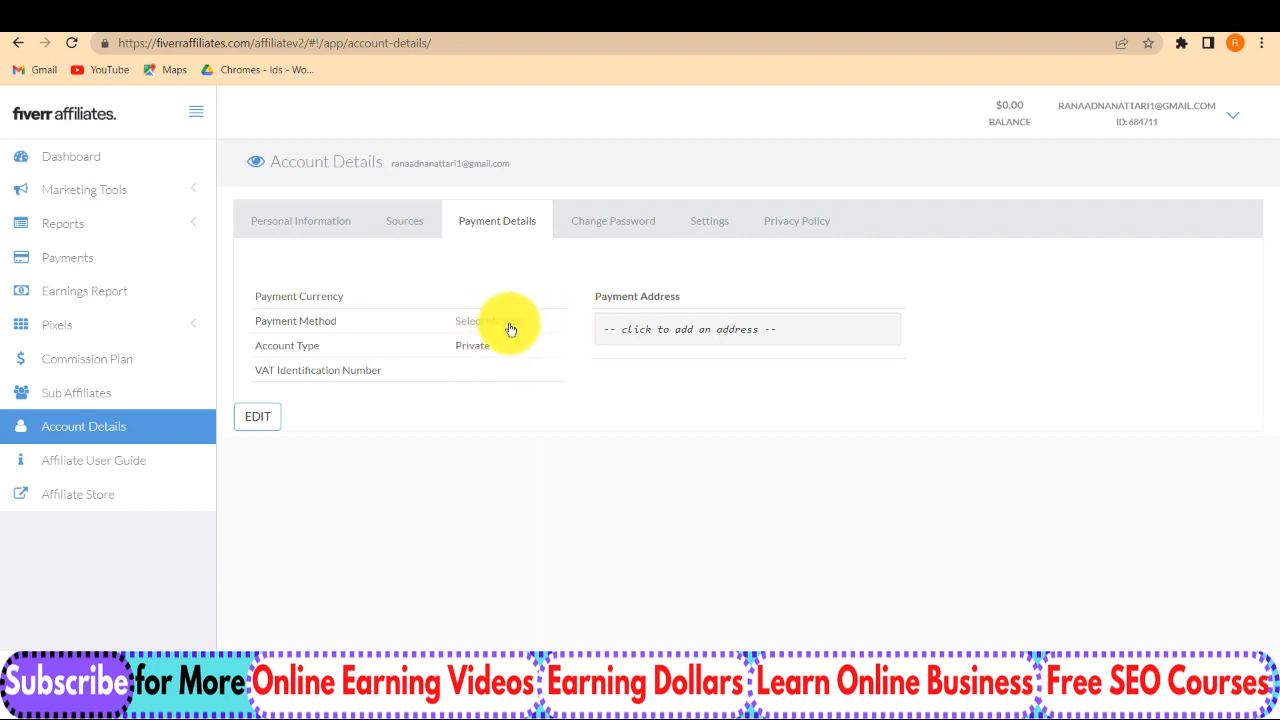 https://fiverraffiliates.com/affiliatev2/#!/app/account-details/
R
Gmail YouTube Maps Chromes - Ids - Wo...
fiverr affiliates.
$0.00 RANAADNANATTARI1@GMAIL.COM
BALANCE ID: 684711
Dashboard
Marketing Tools
Reports
Payments
Earnings Report
Pixels
Commission Plan
Sub Affiliates
Account Details
Affiliate User Guide
Affiliate Store
Account Details ranaadnanattari1@gmail.com
Personal Information Sources Payment Details Change Password Settings Privacy Policy
Payment Currency
Payment Method Select
Account Type Private
VAT Identification Number
EDIT
Payment Address
-- click to add an address --
Subscribe for More Online Earning Videos Earning Dollars Learn Online Business Free SEO Courses